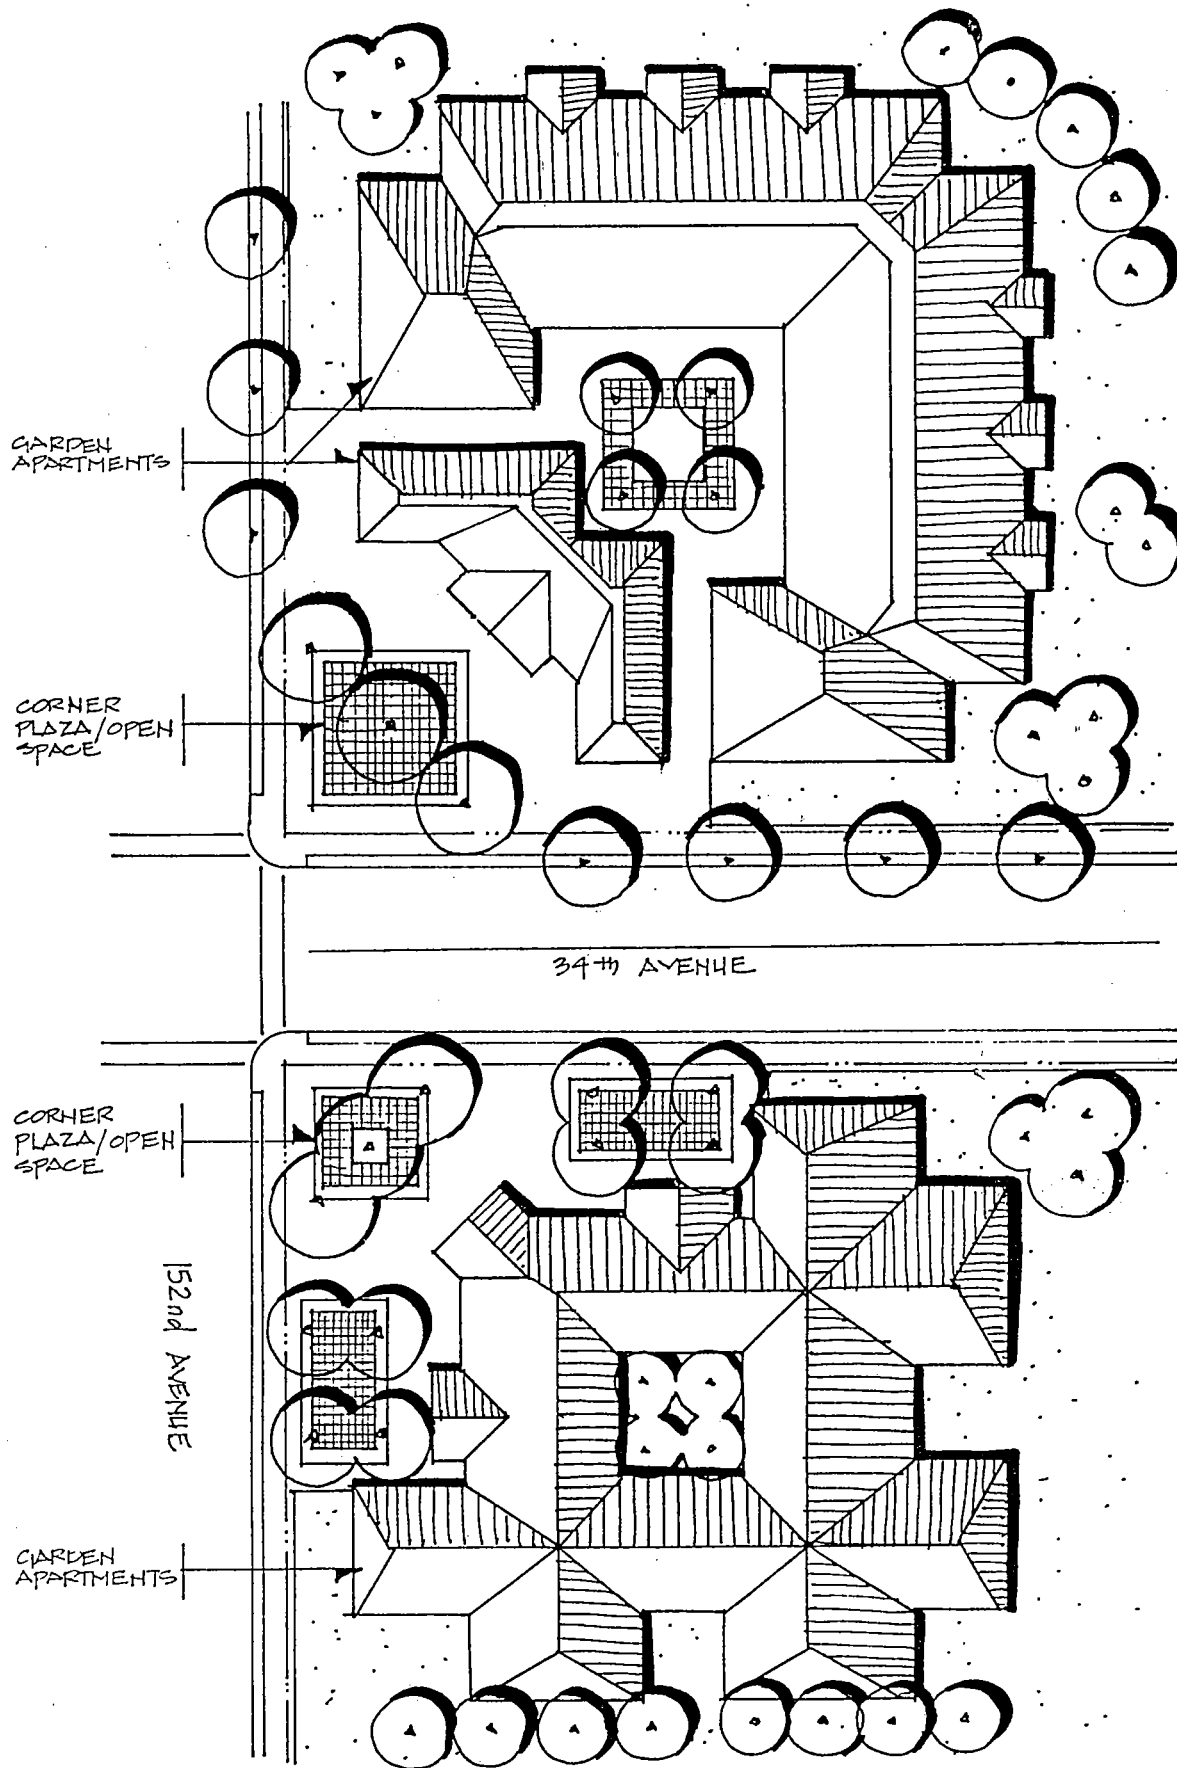 GARDEN
APARTMENTS
CORNER
PLAZA/OPEN
SPACE
34th AVENUE
CORNER
PLAZA/OPEN
SPACE
152nd AVENUE
GARDEN
APARTMENTS